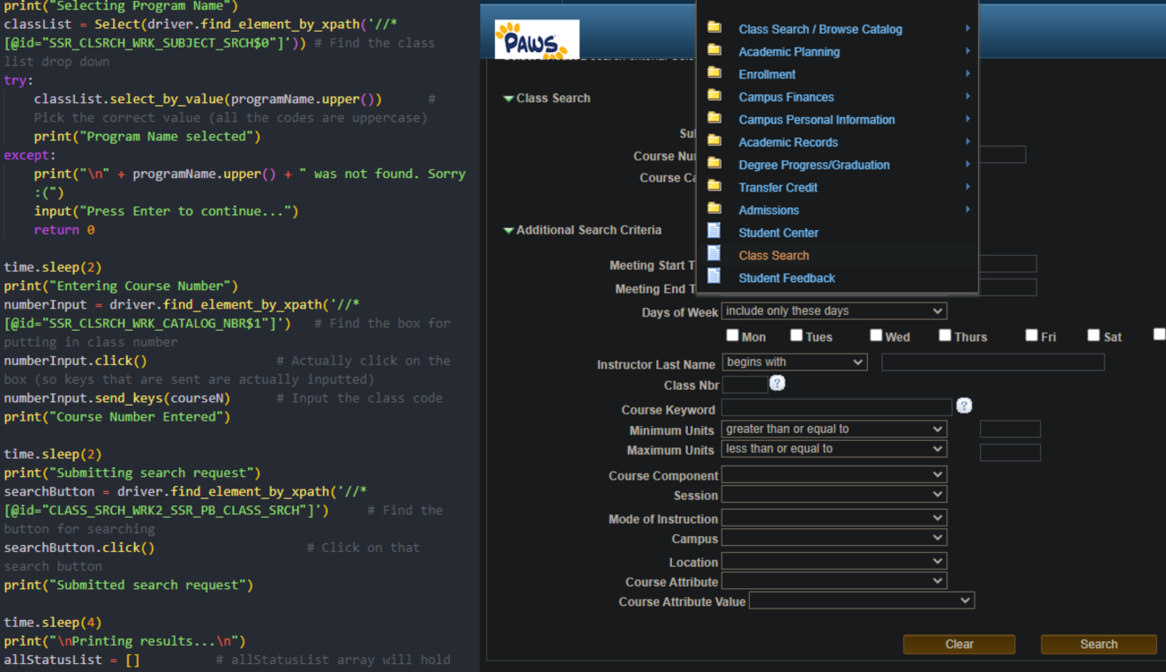 print("Selecting Program Name")
classList = Select(driver.find_element_by_xpath('//*
[@id="SSR_CLSRCH_WRK_SUBJECT_SRCH$0"]')) # Find the class
list drop down
try:
classList.select_by_value(programName.upper()) #
Pick the correct value (all the codes are uppercase)
print("Program Name selected")
except:
print("\n" + programName.upper() + " was not found. Sorry
:(")
input("Press Enter to continue...")
return 0
time.sleep(2)
print("Entering Course Number")
numberInput = driver.find_element_by_xpath('//*
[@id="SSR_CLSRCH_WRK_CATALOG_NBR$1"]') # Find the box for
putting in class number
numberInput.click() # Actually click on the
box (so keys that are sent are actually inputted)
numberInput.send_keys(courseN) # Input the class code
print("Course Number Entered")
time.sleep(2)
print("Submitting search request")
searchButton = driver.find_element_by_xpath('//*
[@id="CLASS_SRCH_WRK2_SSR_PB_CLASS_SRCH"]') # Find the
button for searching
searchButton.click() # Click on that
search button
print("Submitted search request")
time.sleep(4)
print("\nPrinting results...\n")
allStatusList = [] # allStatusList array will hold
PAWS
Class Search
Course Nu
Course Ca
Class Search / Browse Catalog
Academic Planning
Enrollment
Campus Finances
Campus Personal Information
Academic Records
Degree Progress/Graduation
Transfer Credit
Admissions
Student Center
Class Search
Student Feedback
Additional Search Criteria
Meeting Start T
Meeting End T
Days of Week include only these days
Mon Tues Wed Thurs Fri Sat
Instructor Last Name begins with
Class Nbr ?
Course Keyword ?
Minimum Units greater than or equal to
Maximum Units less than or equal to
Course Component
Session
Mode of Instruction
Campus
Location
Course Attribute
Course Attribute Value
Clear Search